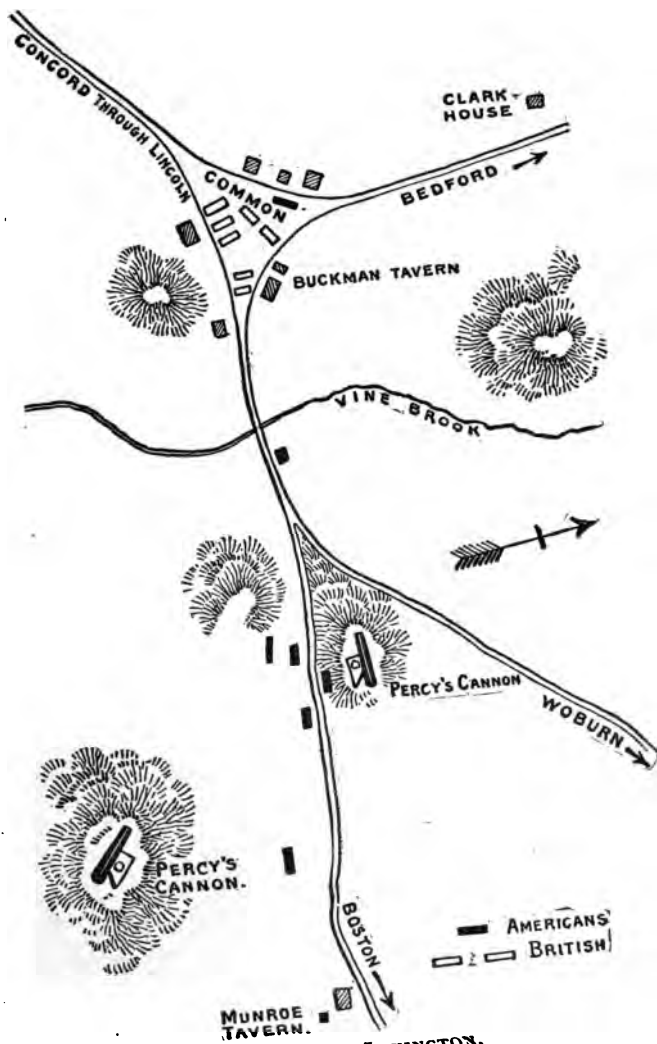 CONCORD THROUGH LINCOLN
CLARK
HOUSE
COMMON
BEDFORD
BUCKMAN TAVERN
VINE BROOK
PERCY'S CANNON
WOBURN
PERCY'S
CANNON.
BOSTON
AMERICANS
BRITISH
MUNROE
TAVERN.